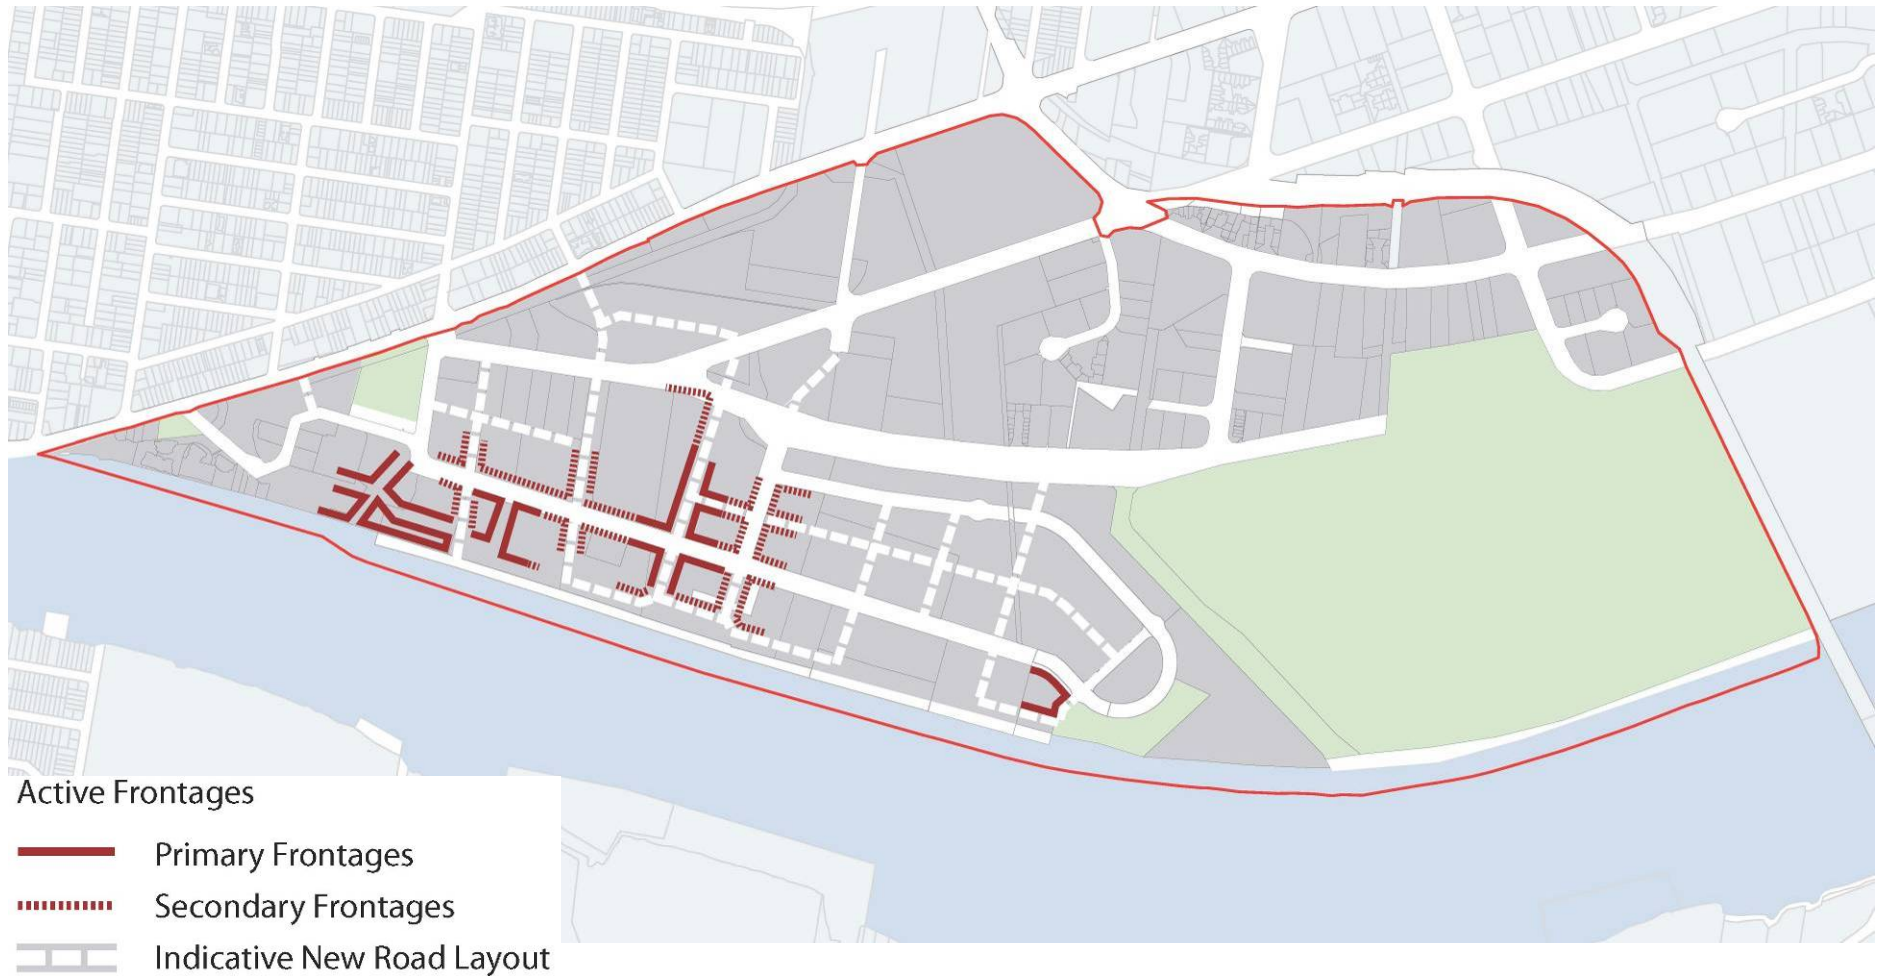 Active Frontages
Primary Frontages
Secondary Frontages
Indicative New Road Layout